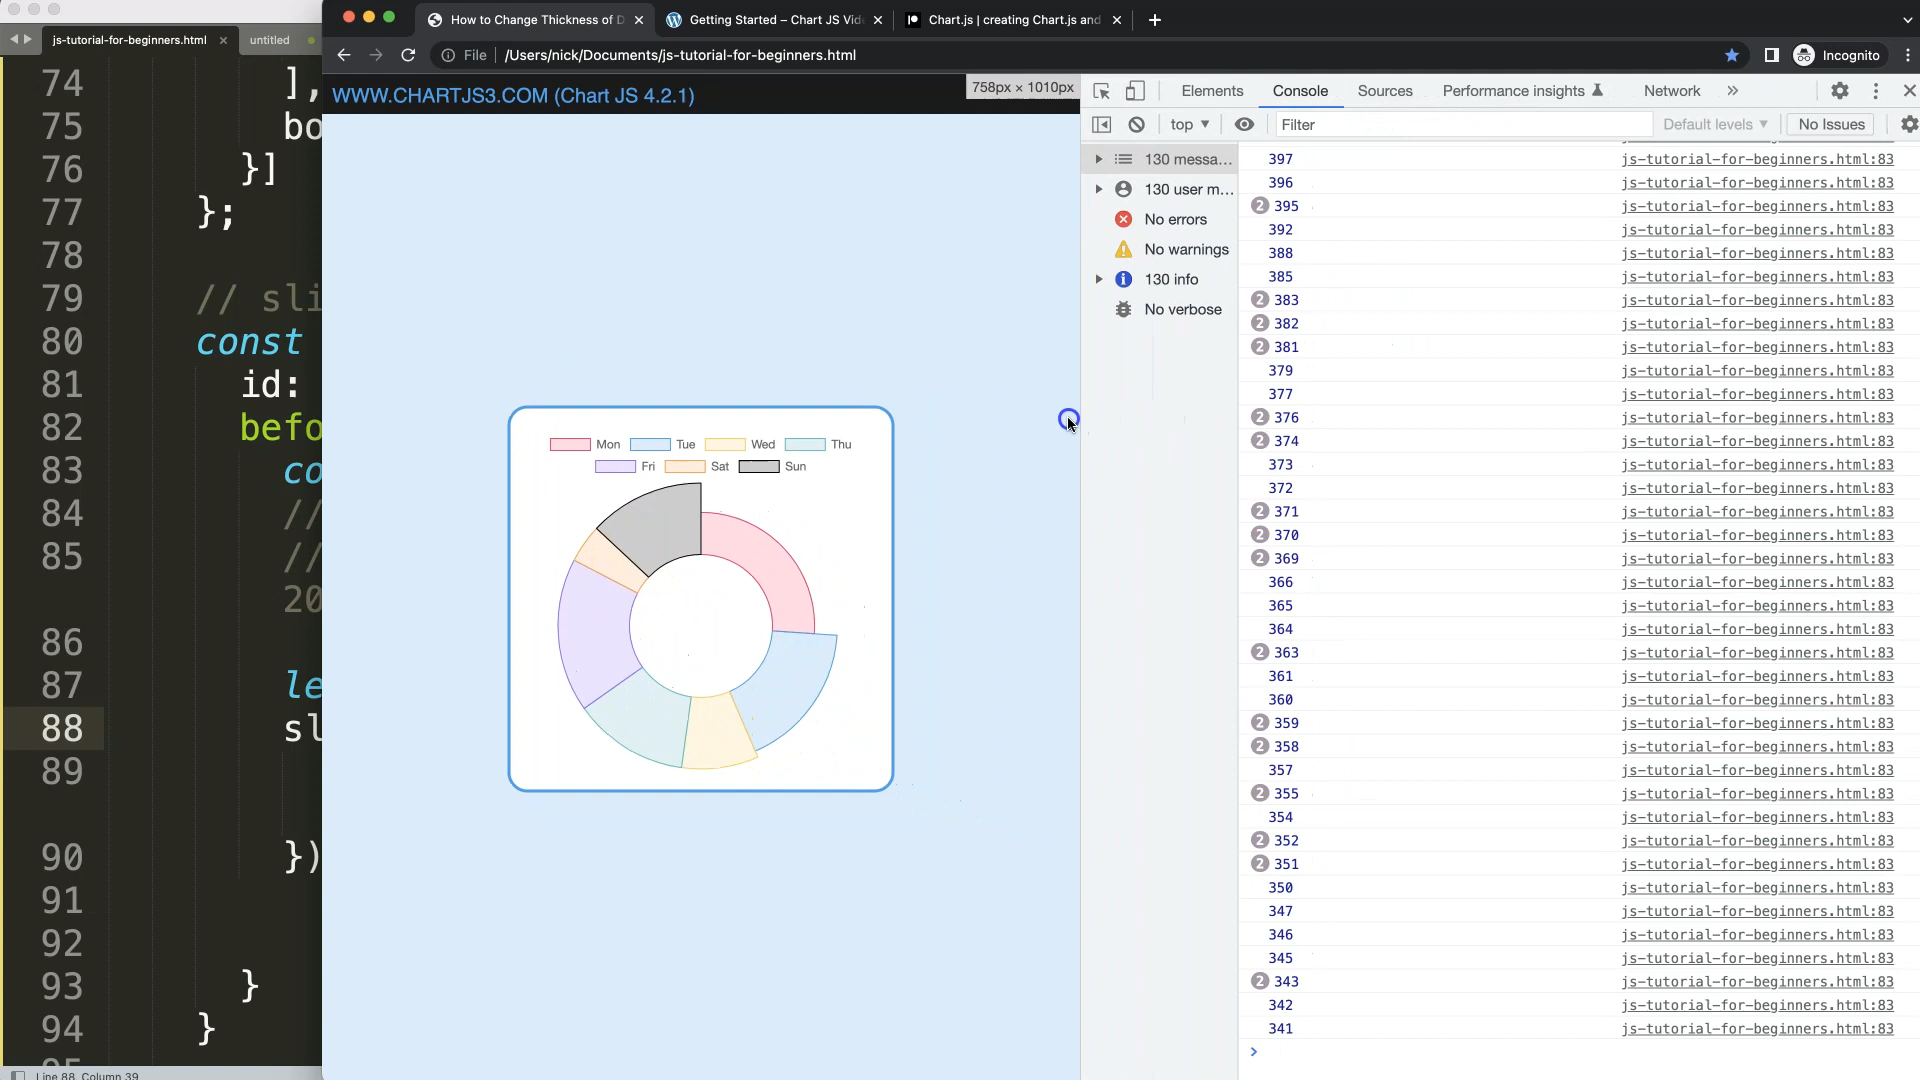 js-tutorial-for-beginners.html × untitled
How to Change Thickness of D × Getting Started – Chart JS Vid × Chart.js | creating Chart.js and × +
File /Users/nick/Documents/js-tutorial-for-beginners.html Incognito
WWW.CHARTJS3.COM (Chart JS 4.2.1) 758px × 1010px
Elements Console Sources Performance insights Network »
top ▼ Filter Default levels ▼ No Issues
74 ],
75 bo
76 }]
77 };
78
79 // sli
80 const
81 id:
82 befo
83 co
84 //
85 //
20
86
87 le
88 sl
89
90 })
91
92
93 }
94 }
Line 88, Column 39
Mon Tue Wed Thu
Fri Sat Sun
130 messa...
130 user m...
No errors
No warnings
130 info
No verbose
397 js-tutorial-for-beginners.html:83
396 js-tutorial-for-beginners.html:83
2 395 js-tutorial-for-beginners.html:83
392 js-tutorial-for-beginners.html:83
388 js-tutorial-for-beginners.html:83
385 js-tutorial-for-beginners.html:83
2 383 js-tutorial-for-beginners.html:83
2 382 js-tutorial-for-beginners.html:83
2 381 js-tutorial-for-beginners.html:83
379 js-tutorial-for-beginners.html:83
377 js-tutorial-for-beginners.html:83
2 376 js-tutorial-for-beginners.html:83
2 374 js-tutorial-for-beginners.html:83
373 js-tutorial-for-beginners.html:83
372 js-tutorial-for-beginners.html:83
2 371 js-tutorial-for-beginners.html:83
2 370 js-tutorial-for-beginners.html:83
2 369 js-tutorial-for-beginners.html:83
366 js-tutorial-for-beginners.html:83
365 js-tutorial-for-beginners.html:83
364 js-tutorial-for-beginners.html:83
2 363 js-tutorial-for-beginners.html:83
361 js-tutorial-for-beginners.html:83
360 js-tutorial-for-beginners.html:83
2 359 js-tutorial-for-beginners.html:83
2 358 js-tutorial-for-beginners.html:83
357 js-tutorial-for-beginners.html:83
2 355 js-tutorial-for-beginners.html:83
354 js-tutorial-for-beginners.html:83
2 352 js-tutorial-for-beginners.html:83
2 351 js-tutorial-for-beginners.html:83
350 js-tutorial-for-beginners.html:83
347 js-tutorial-for-beginners.html:83
346 js-tutorial-for-beginners.html:83
345 js-tutorial-for-beginners.html:83
2 343 js-tutorial-for-beginners.html:83
342 js-tutorial-for-beginners.html:83
341 js-tutorial-for-beginners.html:83